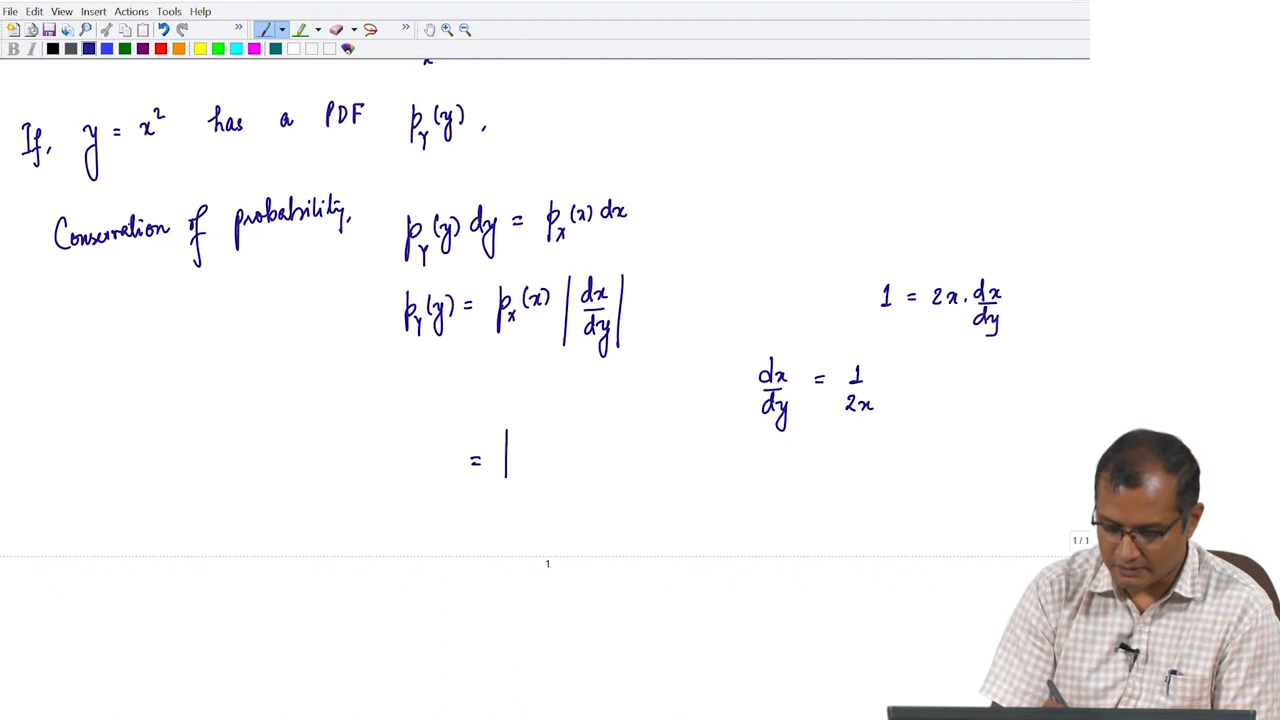 File Edit View Insert Actions Tools Help
B I
x
If, y = x² has a PDF p_Y(y),
Conservation of probability, p_Y(y) dy = p_X(x) dx
p_Y(y) = p_X(x) |dx/dy|
1 = 2x · dx/dy
dx/dy = 1/2x
= |
1 / 1
1